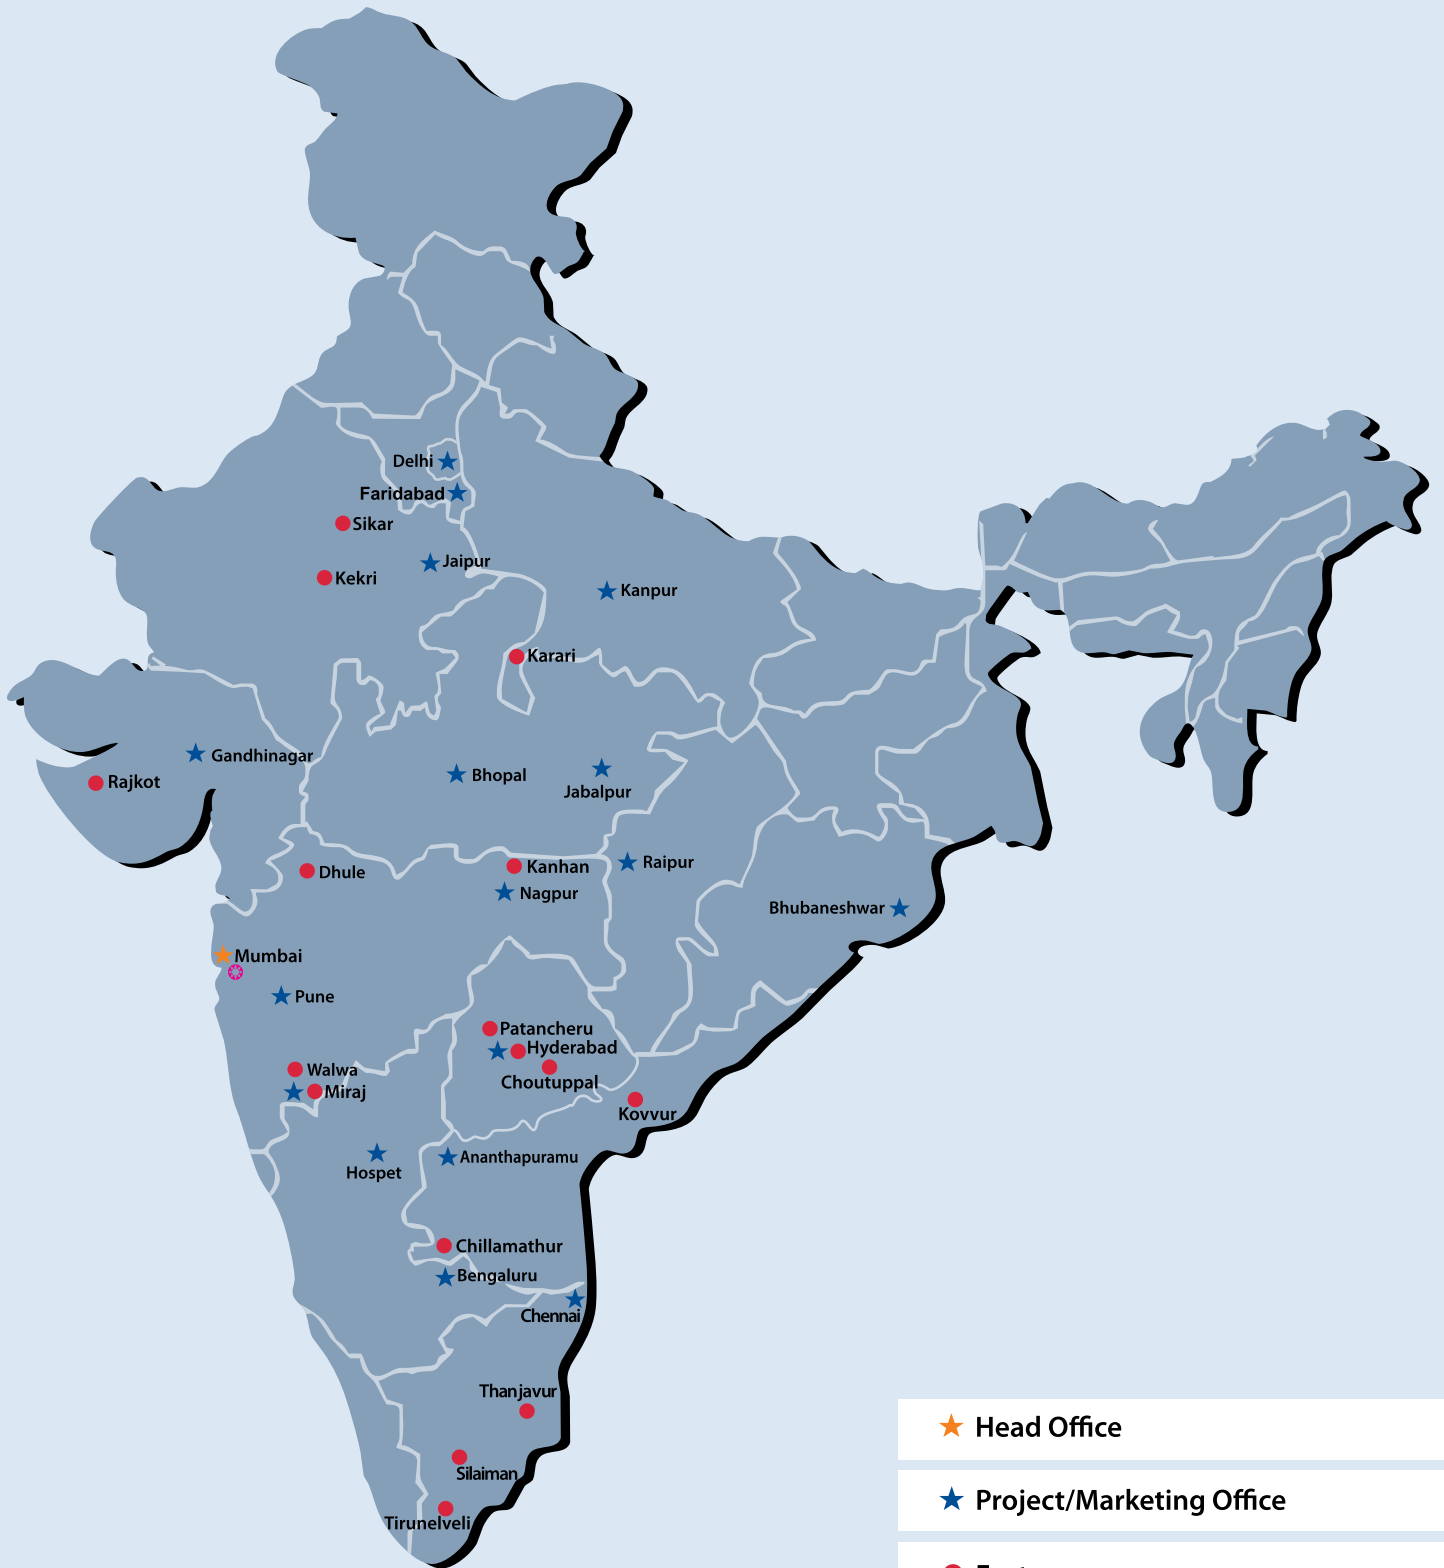 Delhi
Faridabad
Sikar
Jaipur
Kekri
Kanpur
Karari
Gandhinagar
Rajkot
Bhopal
Jabalpur
Dhule
Kanhan
Raipur
Nagpur
Bhubaneshwar
Mumbai
Pune
Patancheru
Hyderabad
Walwa
Choutuppal
Miraj
Kovvur
Hospet
Ananthapuramu
Chillamathur
Bengaluru
Chennai
Thanjavur
Silaiman
Tirunelveli
Head Office
Project/Marketing Office